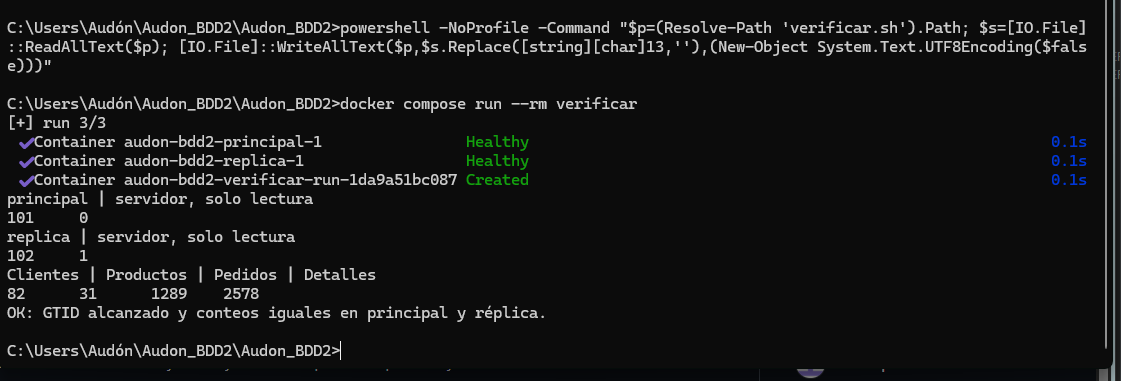 C:\Users\Audón\Audon_BDD2\Audon_BDD2>powershell -NoProfile -Command "$p=(Resolve-Path 'verificar.sh').Path; $s=[IO.File]
::ReadAllText($p); [IO.File]::WriteAllText($p,$s.Replace([string][char]13,''),(New-Object System.Text.UTF8Encoding($fals
e)))"
C:\Users\Audón\Audon_BDD2\Audon_BDD2>docker compose run --rm verificar
[+] run 3/3
✔Container audon-bdd2-principal-1 Healthy 0.1s
✔Container audon-bdd2-replica-1 Healthy 0.1s
✔Container audon-bdd2-verificar-run-1da9a51bc087 Created 0.1s
principal | servidor, solo lectura
101 0
replica | servidor, solo lectura
102 1
Clientes | Productos | Pedidos | Detalles
82 31 1289 2578
OK: GTID alcanzado y conteos iguales en principal y réplica.
C:\Users\Audón\Audon_BDD2\Audon_BDD2>